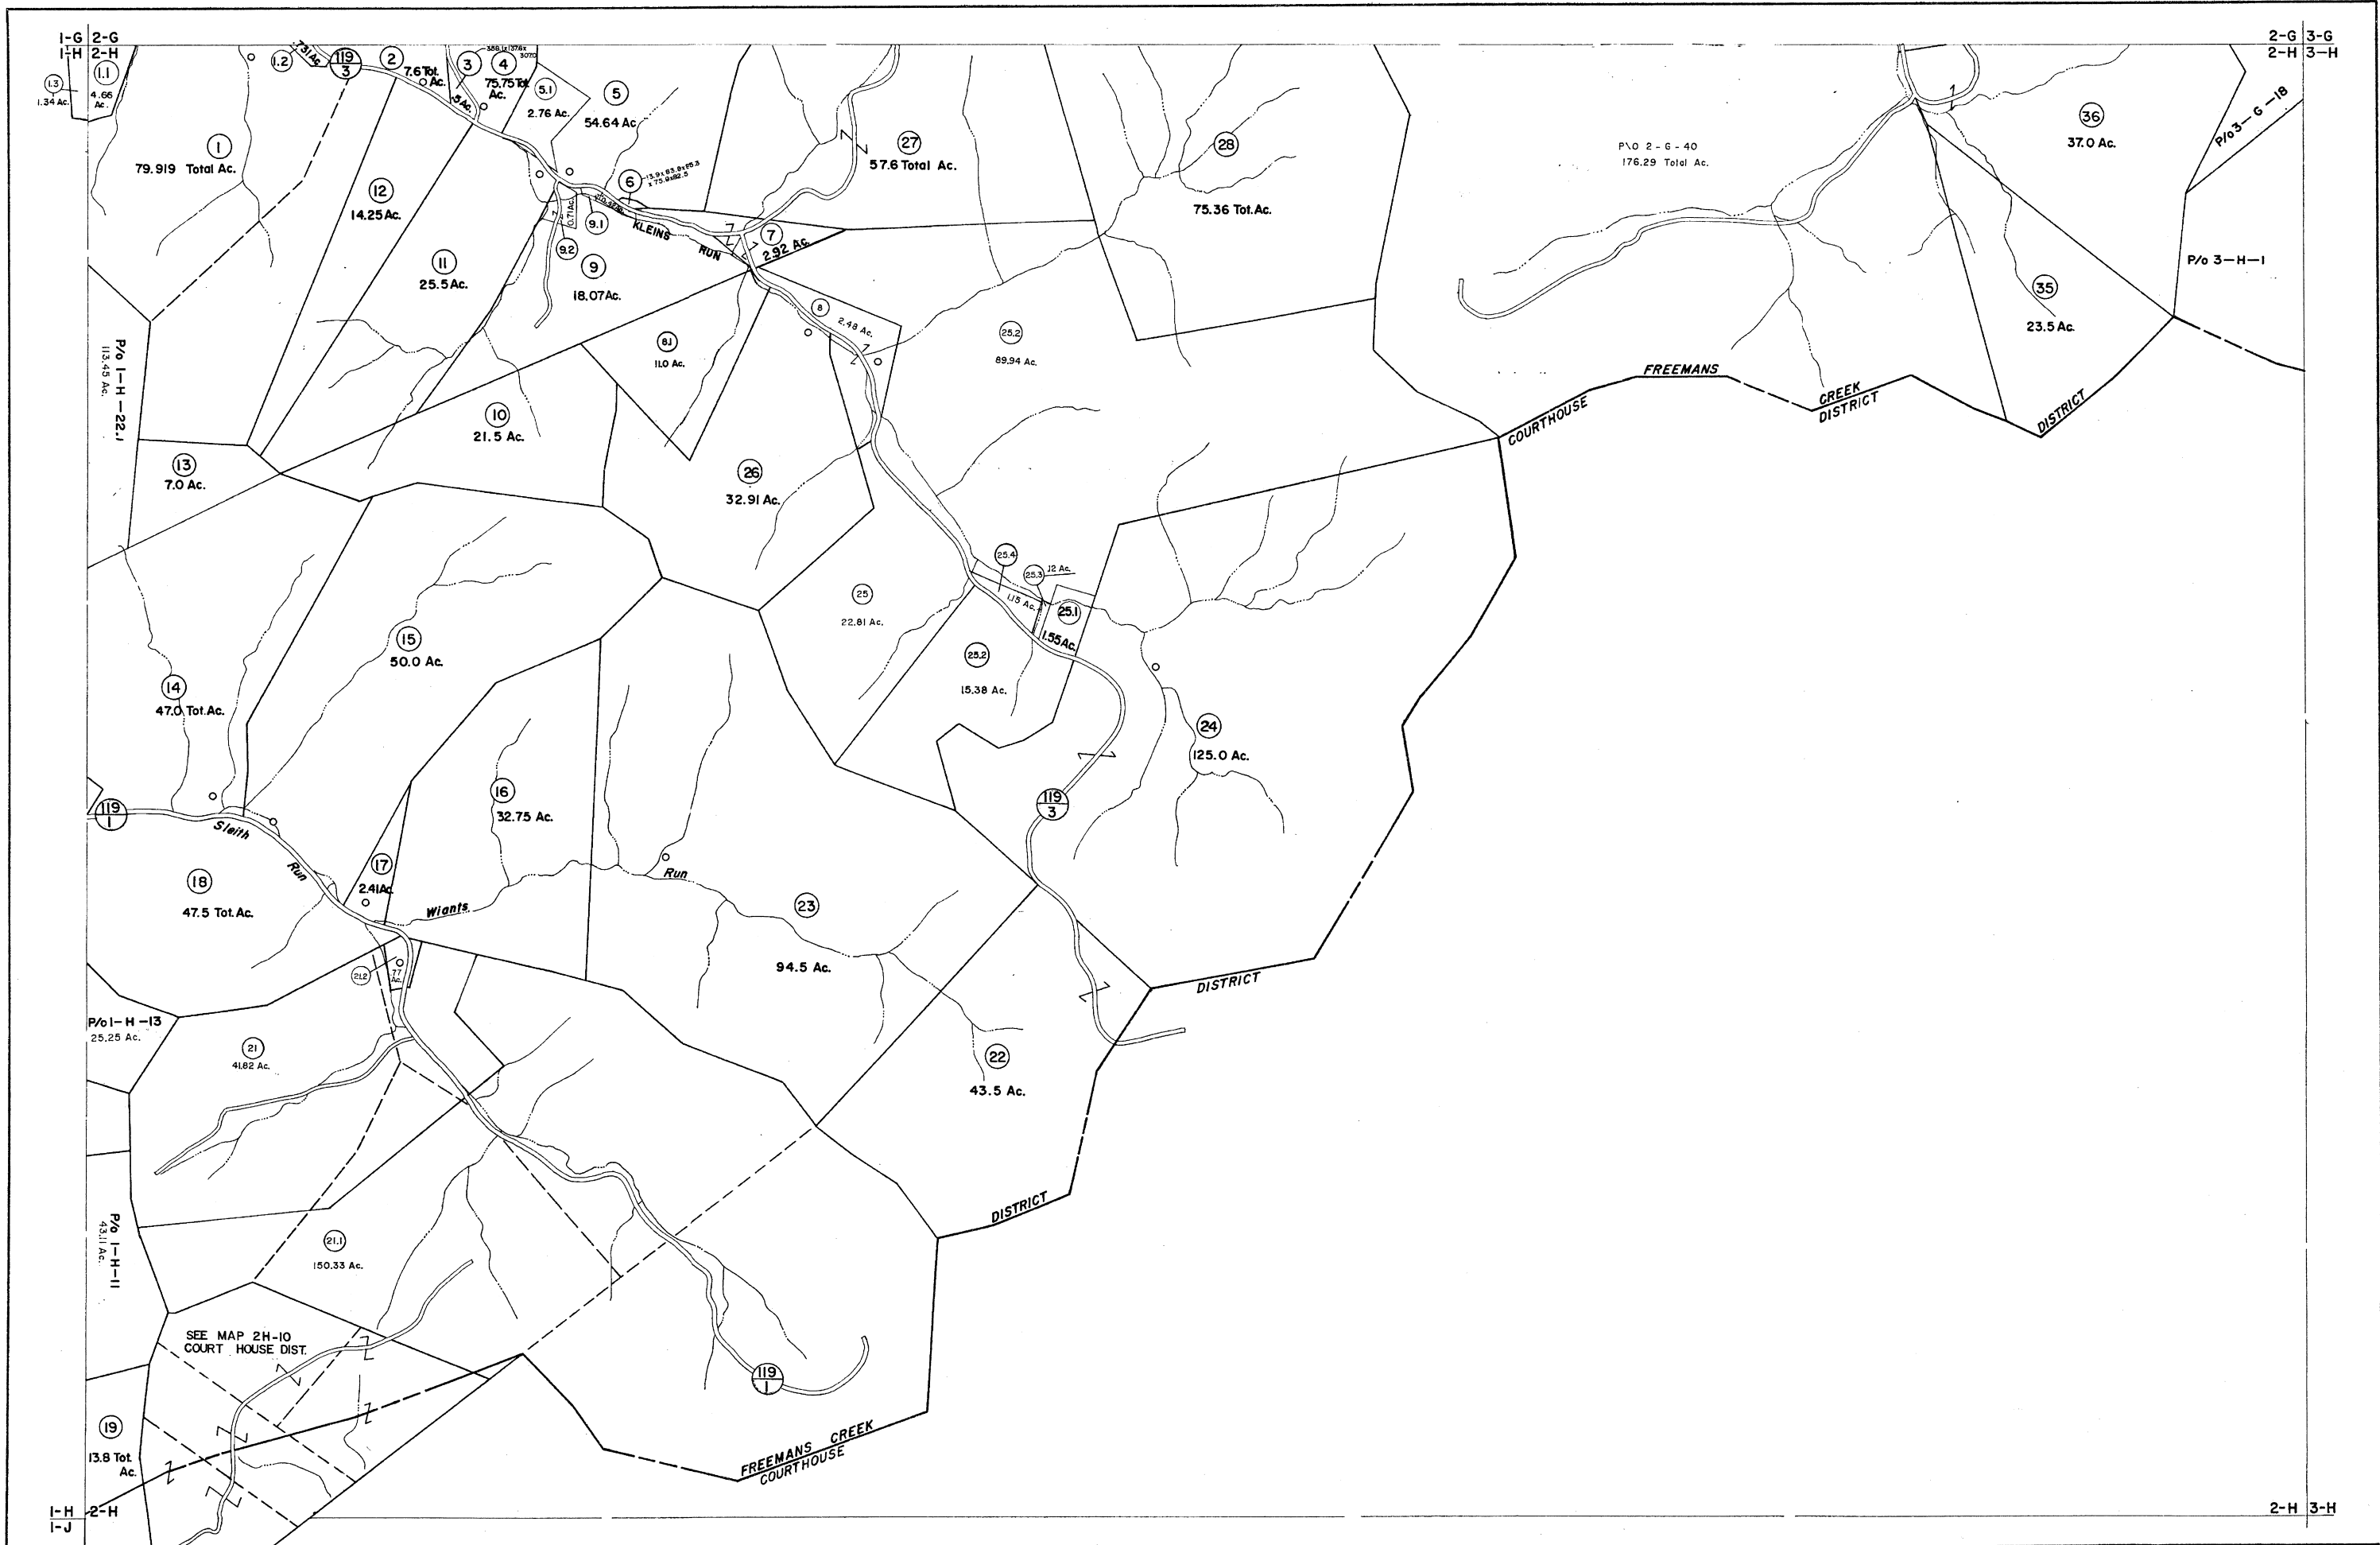 1-G 2-G
1-H 2-H
2-G 3-G
2-H 3-H
1.3
1.34 Ac.
1.1
4.66
Ac.
1.2
.731 Ac.
119
3
2
7.6 Tot.
Ac.
3
.5 Ac.
4
75.75 Tot.
Ac.
5.1
2.76 Ac.
5
54.64 Ac.
1
79.919 Total Ac.
12
14.25 Ac.
11
25.5 Ac.
6
0.71 Ac.
9.1
9.2
9
18.07 Ac.
KLEINS
RUN
7
2.92 Ac.
27
57.6 Total Ac.
28
75.36 Tot. Ac.
P\O 2-G-40
176.29 Total Ac.
36
37.0 Ac.
P/o 3-G-18
P/o 3-H-1
35
23.5 Ac.
8
2.48 Ac.
8.1
11.0 Ac.
25.2
89.94 Ac.
FREEMANS
CREEK
DISTRICT
COURTHOUSE
DISTRICT
P/o 1-H-22.1
113.45 Ac.
10
21.5 Ac.
13
7.0 Ac.
26
32.91 Ac.
25.4
1.15 Ac.
25.3
.12 Ac.
25.1
1.55 Ac.
25
22.81 Ac.
25.2
15.38 Ac.
15
50.0 Ac.
14
47.0 Tot. Ac.
24
125.0 Ac.
119
3
16
32.75 Ac.
119
1
Sleith
Run
17
2.41 Ac.
18
47.5 Tot. Ac.
Wiants
Run
23
94.5 Ac.
21.2
.77
Ac.
DISTRICT
P/o 1-H-13
25.25 Ac.
21
41.82 Ac.
22
43.5 Ac.
DISTRICT
P/o 1-H-11
43.11 Ac.
21.1
150.33 Ac.
SEE MAP 2H-10
COURT HOUSE DIST.
119
1
19
13.8 Tot.
Ac.
FREEMANS CREEK
COURTHOUSE
1-H 2-H
1-J
2-H 3-H